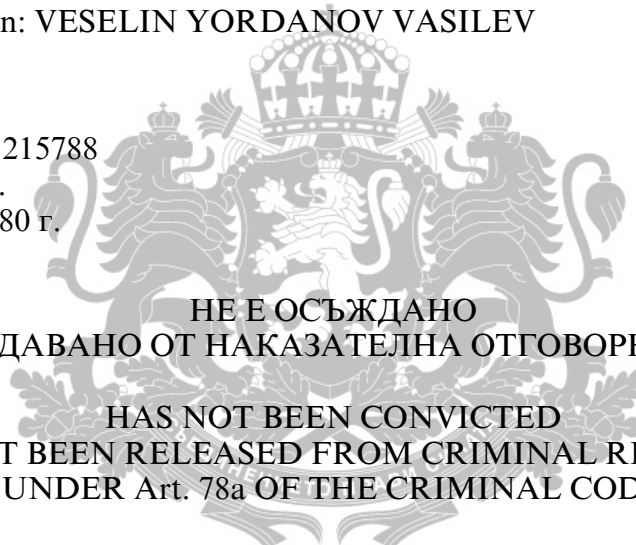 n: VESELIN YORDANOV VASILEV
215788
.
80 г.
НЕ Е ОСЪЖДАНО
ДАВАНО ОТ НАКАЗАТЕЛНА ОТГОВОР
HAS NOT BEEN CONVICTED
T BEEN RELEASED FROM CRIMINAL R
UNDER Art. 78a OF THE CRIMINAL COD